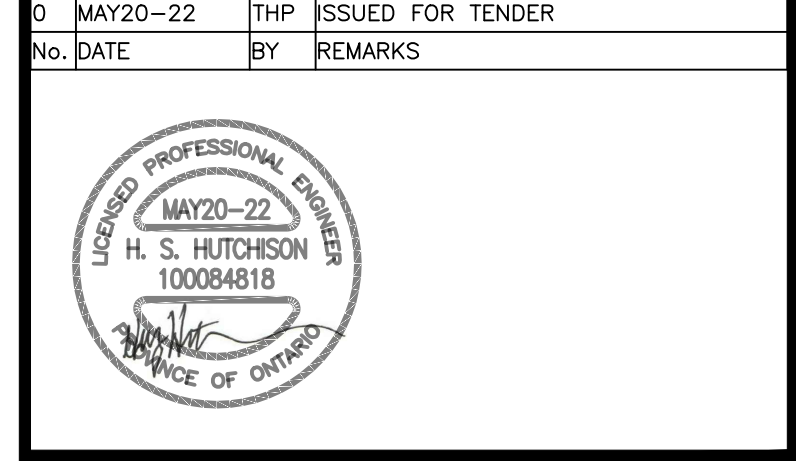 0 MAY20-22 THP ISSUED FOR TENDER
No. DATE BY REMARKS
LICENSED PROFESSIONAL ENGINEER
MAY20-22
H. S. HUTCHISON
100084818
PROVINCE OF ONTARIO